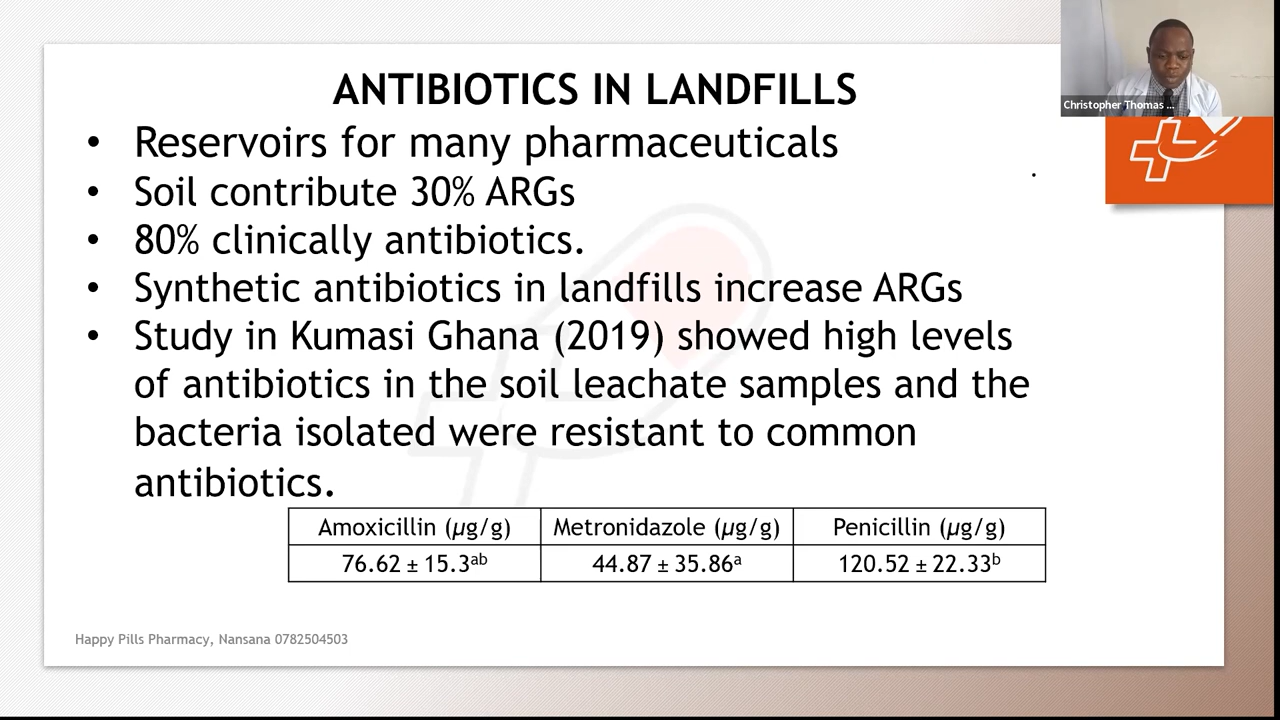 ANTIBIOTICS IN LANDFILLS
• Reservoirs for many pharmaceuticals
• Soil contribute 30% ARGs
• 80% clinically antibiotics.
• Synthetic antibiotics in landfills increase ARGs
• Study in Kumasi Ghana (2019) showed high levels
of antibiotics in the soil leachate samples and the
bacteria isolated were resistant to common
antibiotics.
Amoxicillin (µg/g) Metronidazole (µg/g) Penicillin (µg/g)
76.62 ± 15.3ab 44.87 ± 35.86a 120.52 ± 22.33b
Happy Pills Pharmacy, Nansana 0782504503
Christopher Thomas ...